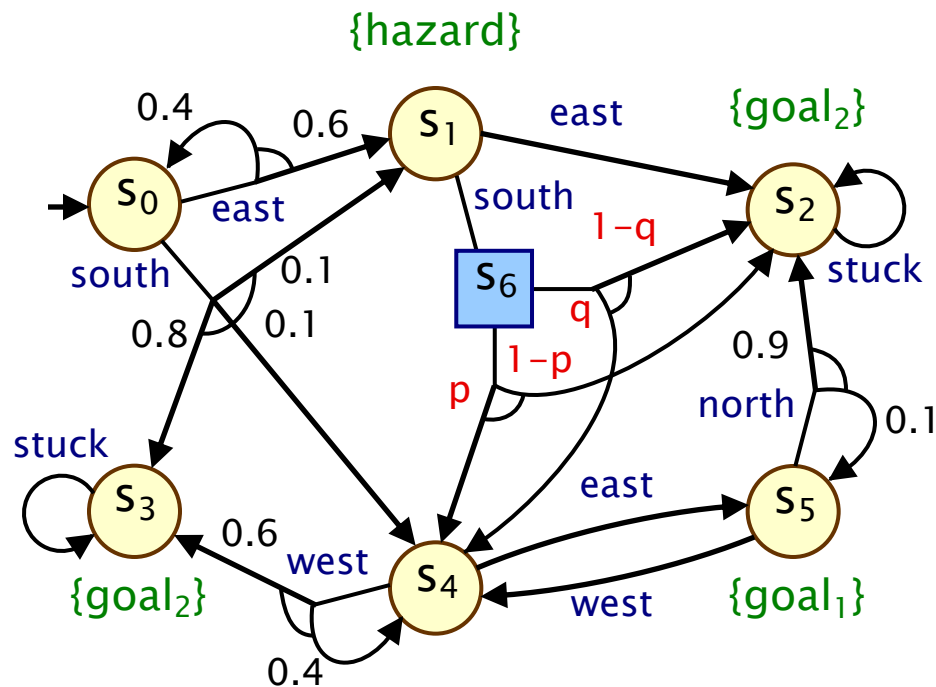 {hazard}
0.4
0.6
s₁
east
{goal₂}
s₀
east
south
s₂
1-q
south
0.1
s₆
q
stuck
0.8
0.1
1-p
0.9
p
north
0.1
stuck
east
s₃
0.6
s₅
west
s₄
{goal₂}
west
{goal₁}
0.4